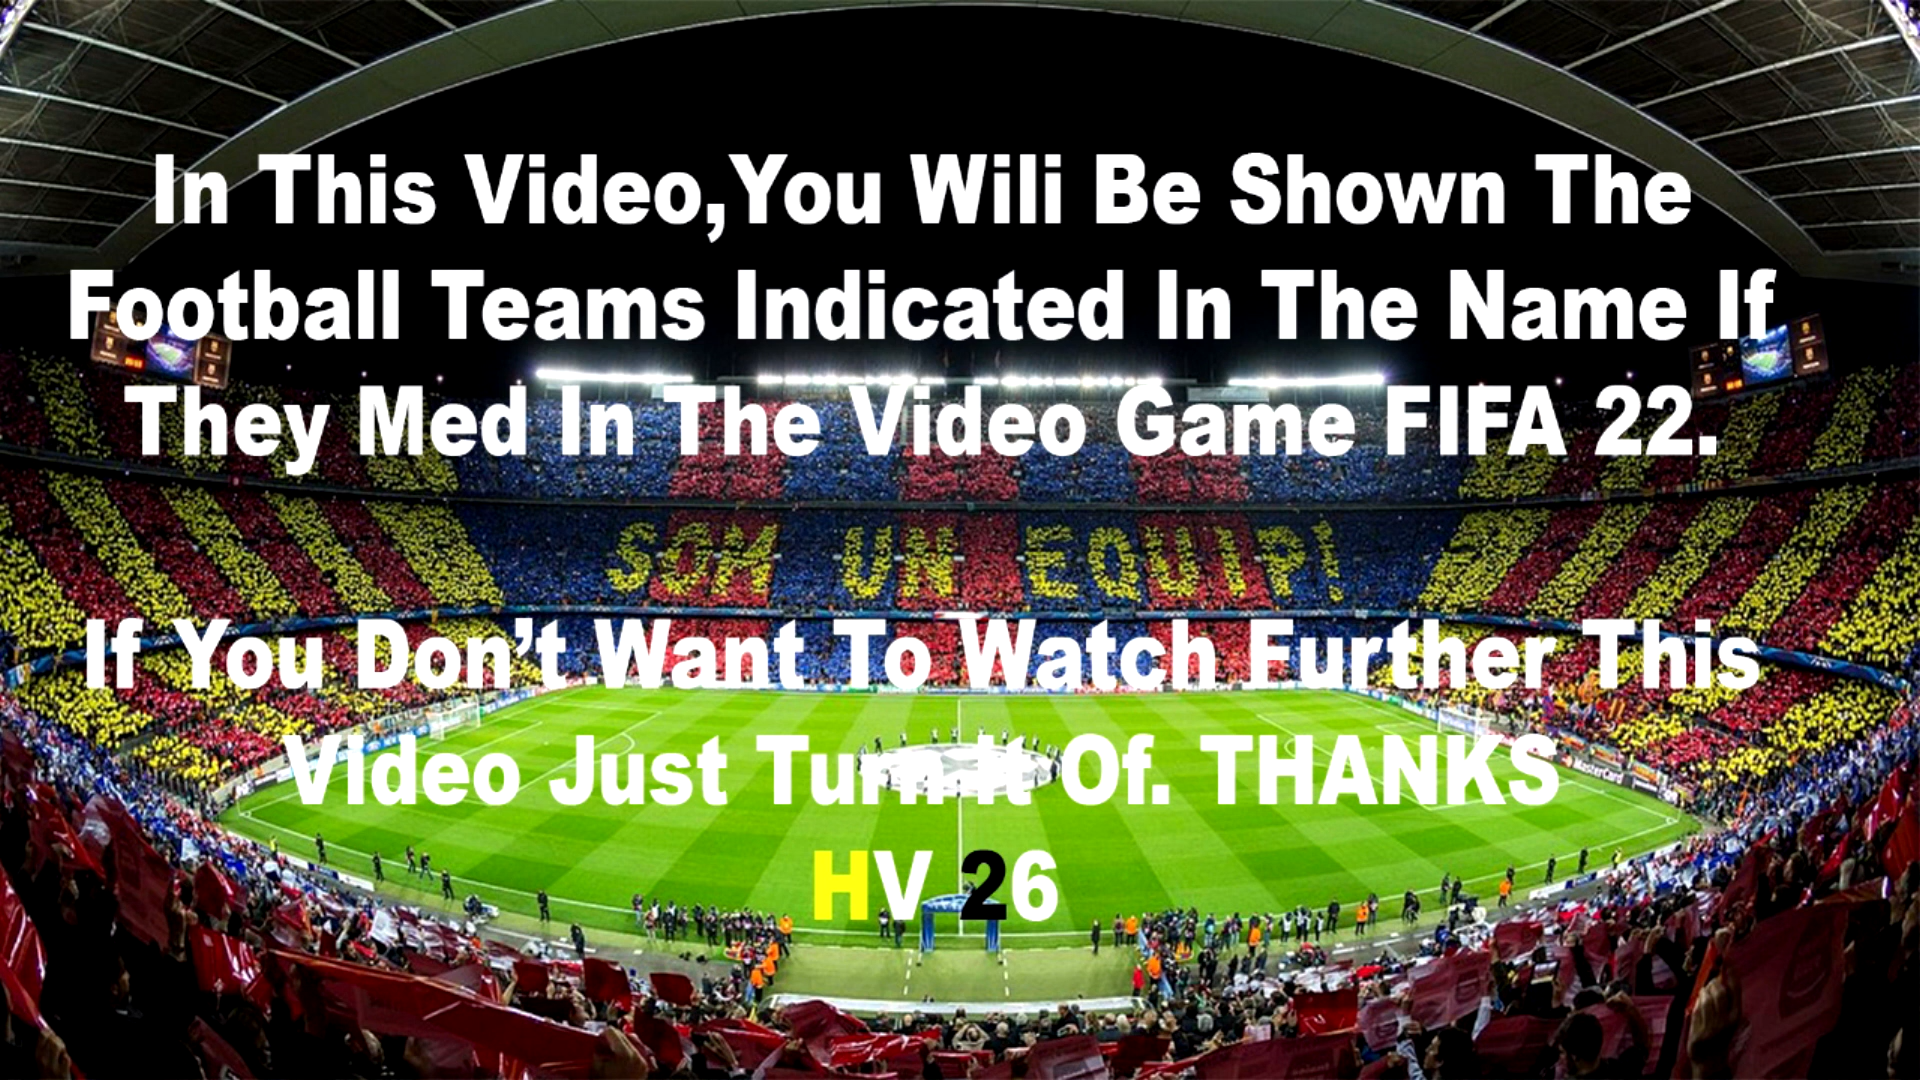 In This Video,You Wili Be Shown The
Football Teams Indicated In The Name If
They Med In The Video Game FIFA 22.
SOM UN EQUIP!
If You Don't Want To Watch Further This
Video Just Turn It Of. THANKS
MasterCard
HV 26